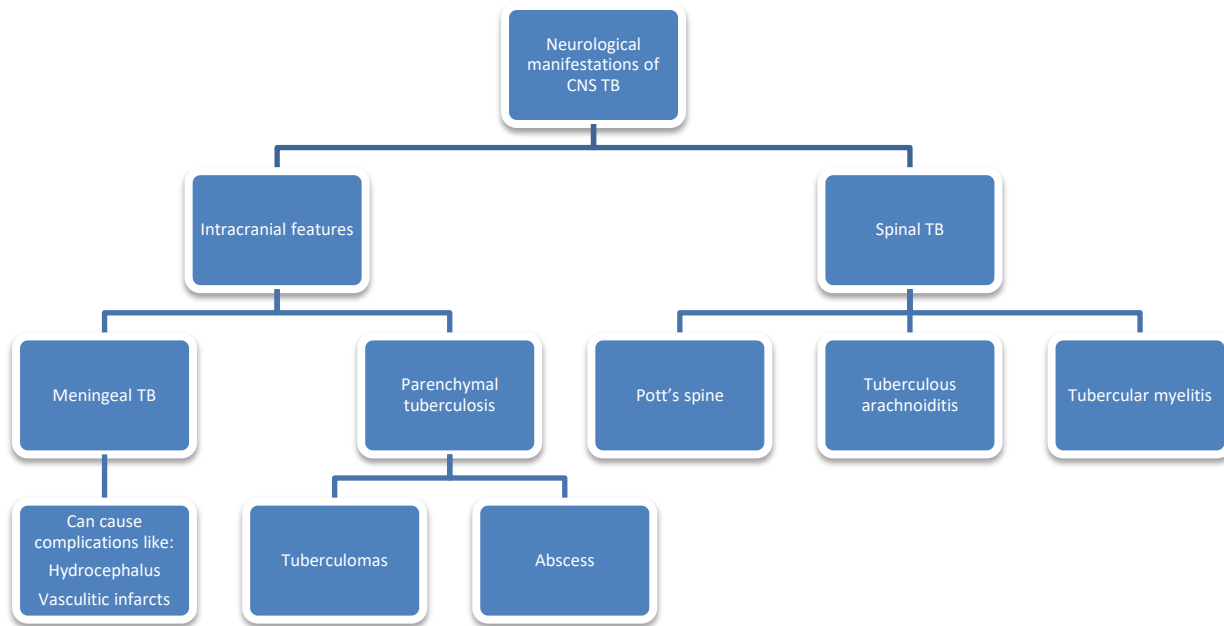 Neurological
manifestations of
CNS TB
Intracranial features
Spinal TB
Meningeal TB
Parenchymal
tuberculosis
Pott’s spine
Tuberculous
arachnoiditis
Tubercular myelitis
Can cause
complications like:
Hydrocephalus
Vasculitic infarcts
Tuberculomas
Abscess